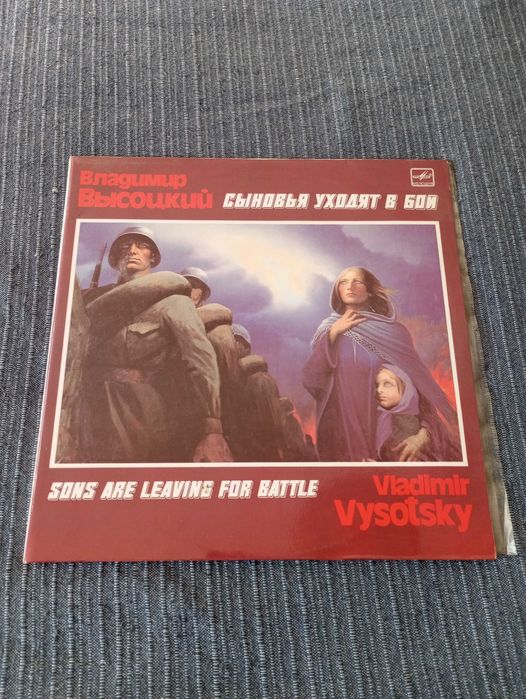 Владимир
Высоцкий
СЫНОВЬЯ УХОДЯТ В БОЙ
SONS ARE LEAVING FOR BATTLE
Vladimir
Vysotsky